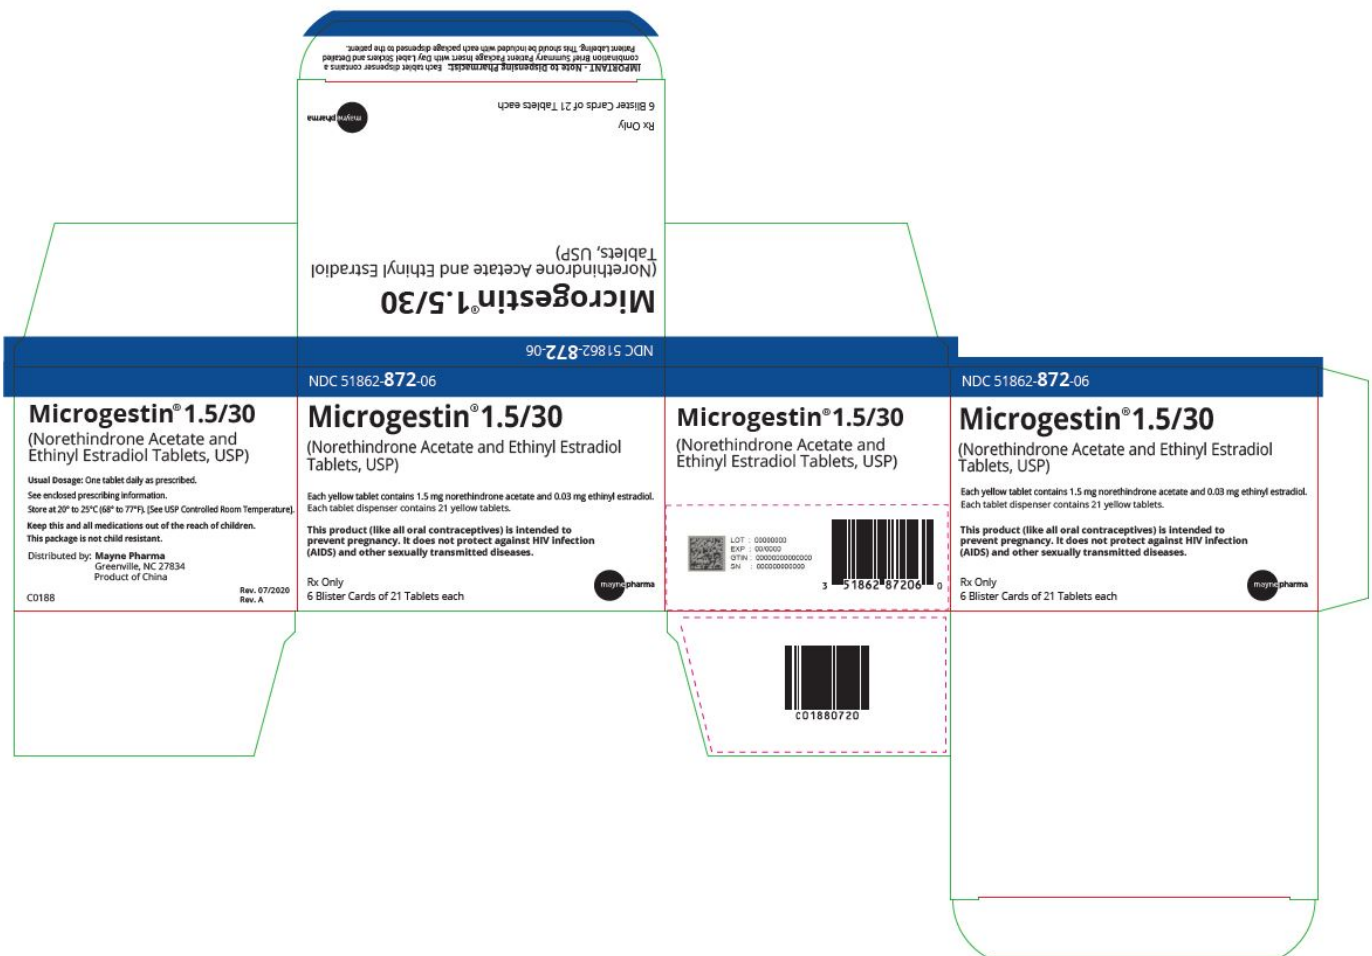 IMPORTANT - Note to Dispensing Pharmacist: Each tablet dispenser contains a
combination Brief Summary Patient Package Insert with Day Label Stickers and Detailed
Patient Labeling. This should be included with each package dispensed to the patient.
Microgestin® 1.5/30
(Norethindrone Acetate and Ethinyl Estradiol
Tablets, USP)
Rx Only
6 Blister Cards of 21 Tablets each
maynepharma
NDC 51862-872-06
Microgestin® 1.5/30
(Norethindrone Acetate and
Ethinyl Estradiol Tablets, USP)
Usual Dosage: One tablet daily as prescribed.
See enclosed prescribing information.
Store at 20° to 25°C (68° to 77°F). [See USP Controlled Room Temperature].
Keep this and all medications out of the reach of children.
This package is not child resistant.
Distributed by: Mayne Pharma
Greenville, NC 27834
Product of China
C0188
Rev. 07/2020
Rev. A
NDC 51862-872-06
Microgestin® 1.5/30
(Norethindrone Acetate and Ethinyl Estradiol
Tablets, USP)
Each yellow tablet contains 1.5 mg norethindrone acetate and 0.03 mg ethinyl estradiol.
Each tablet dispenser contains 21 yellow tablets.
This product (like all oral contraceptives) is intended to
prevent pregnancy. It does not protect against HIV infection
(AIDS) and other sexually transmitted diseases.
Rx Only
6 Blister Cards of 21 Tablets each
maynepharma
Microgestin® 1.5/30
(Norethindrone Acetate and
Ethinyl Estradiol Tablets, USP)
LOT : 00000000
EXP : 00/0000
GTIN : 00000000000000
SN : 000000000000
3 51862 87206 0
C01880720
NDC 51862-872-06
Microgestin® 1.5/30
(Norethindrone Acetate and Ethinyl Estradiol
Tablets, USP)
Each yellow tablet contains 1.5 mg norethindrone acetate and 0.03 mg ethinyl estradiol.
Each tablet dispenser contains 21 yellow tablets.
This product (like all oral contraceptives) is intended to
prevent pregnancy. It does not protect against HIV infection
(AIDS) and other sexually transmitted diseases.
Rx Only
6 Blister Cards of 21 Tablets each
maynepharma